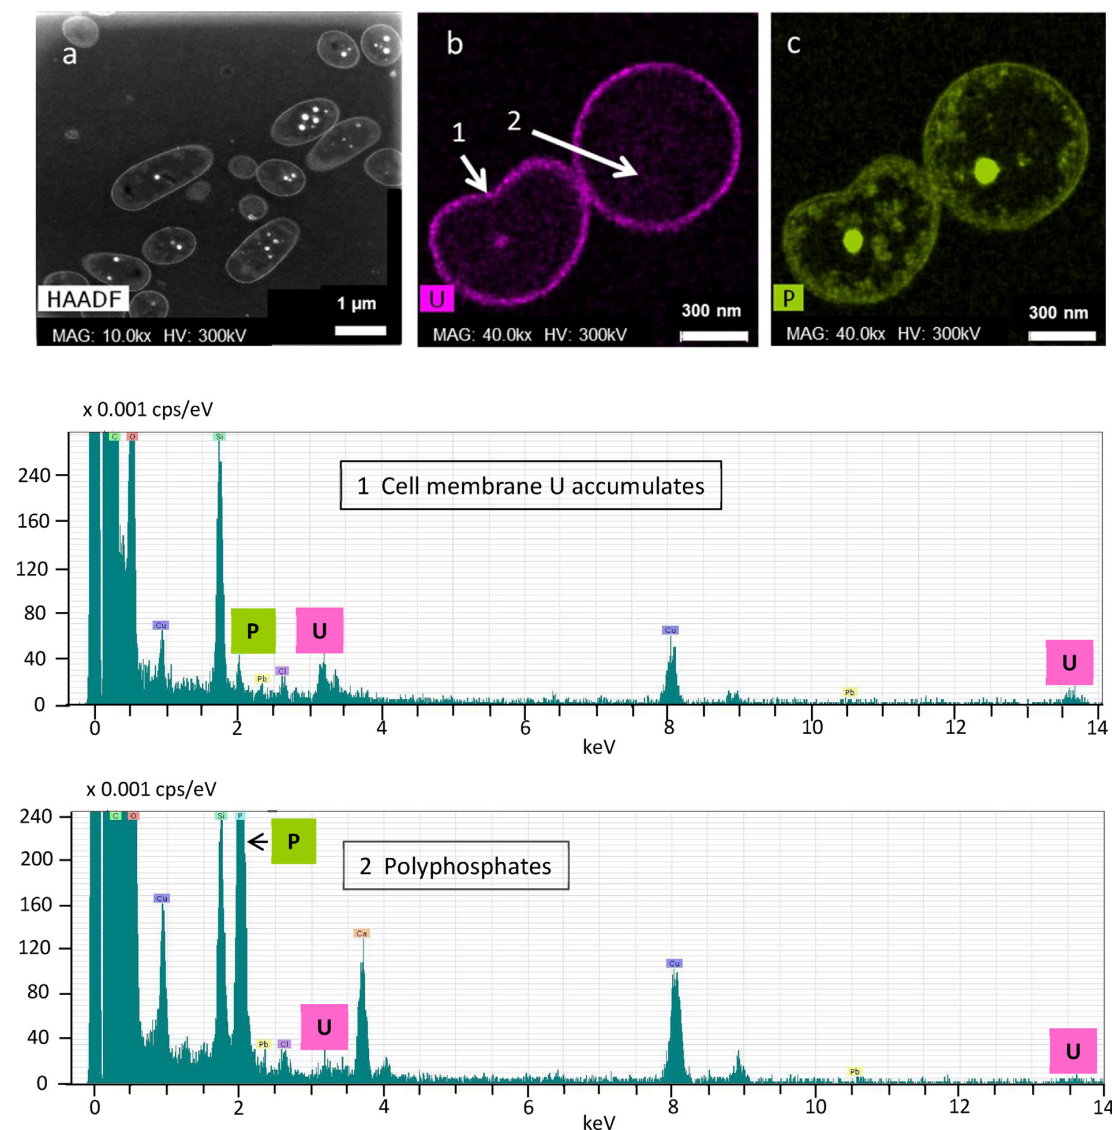 a
HAADF
1 µm
MAG: 10.0kx HV: 300kV
b
1
2
U
300 nm
MAG: 40.0kx HV: 300kV
c
P
300 nm
MAG: 40.0kx HV: 300kV
x 0.001 cps/eV
C O Si
240
1 Cell membrane U accumulates
160
120
80
P U
Cu Cu
U
40
Pb Cl Pb
0
0 2 4 6 8 10 12 14
keV
x 0.001 cps/eV
240
C O Si P
P
200
2 Polyphosphates
160
Cu
120
Ca
80
Cu
U
40
Pb Cl
U
Pb
0
0 2 4 6 8 10 12 14
keV